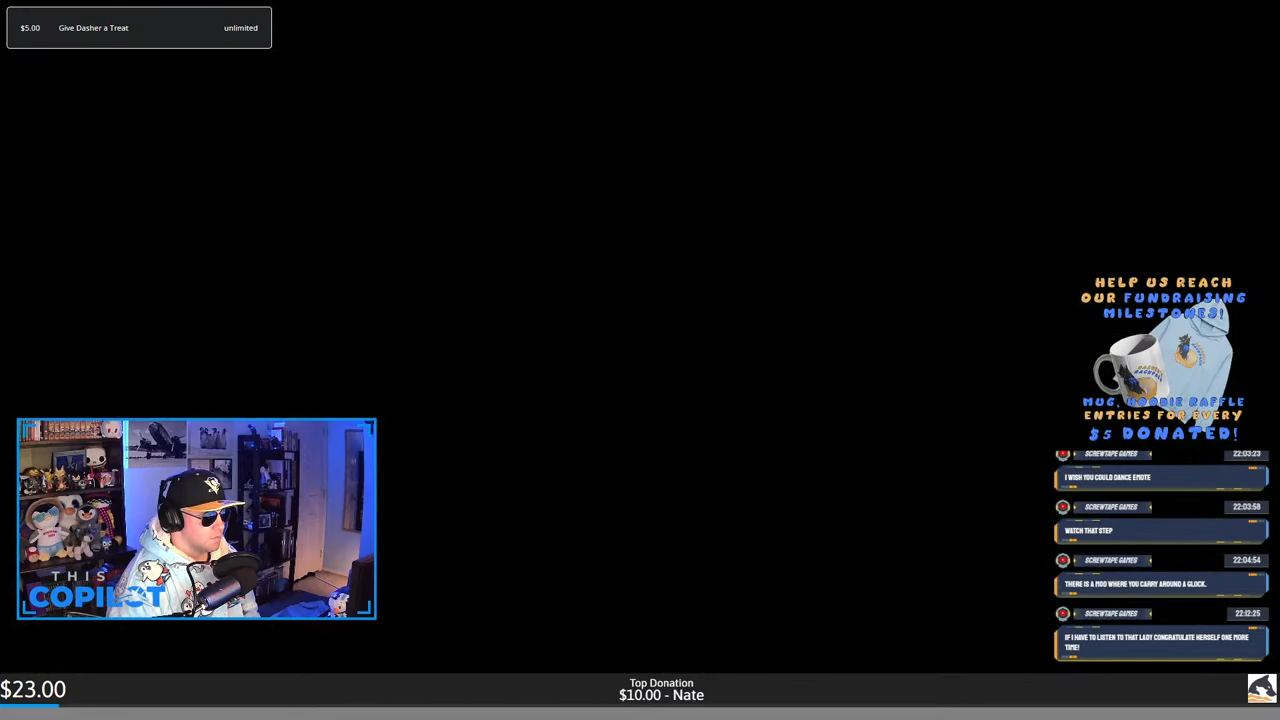 $5.00 Give Dasher a Treat unlimited
HELP US REACH
OUR FUNDRAISING
MILESTONES!
MUG, HOODIE RAFFLE
ENTRIES FOR EVERY
$5 DONATED!
SCREWTAPE GAMES 22:03:23
I WISH YOU COULD DANCE EMOTE
SCREWTAPE GAMES 22:03:58
WATCH THAT STEP
SCREWTAPE GAMES 22:04:54
THERE IS A MOD WHERE YOU CARRY AROUND A GLOCK.
SCREWTAPE GAMES 22:12:25
IF I HAVE TO LISTEN TO THAT LADY CONGRATULATE HERSELF ONE MORE
TIME!
THIS
COPILOT
$23.00
Top Donation
$10.00 - Nate